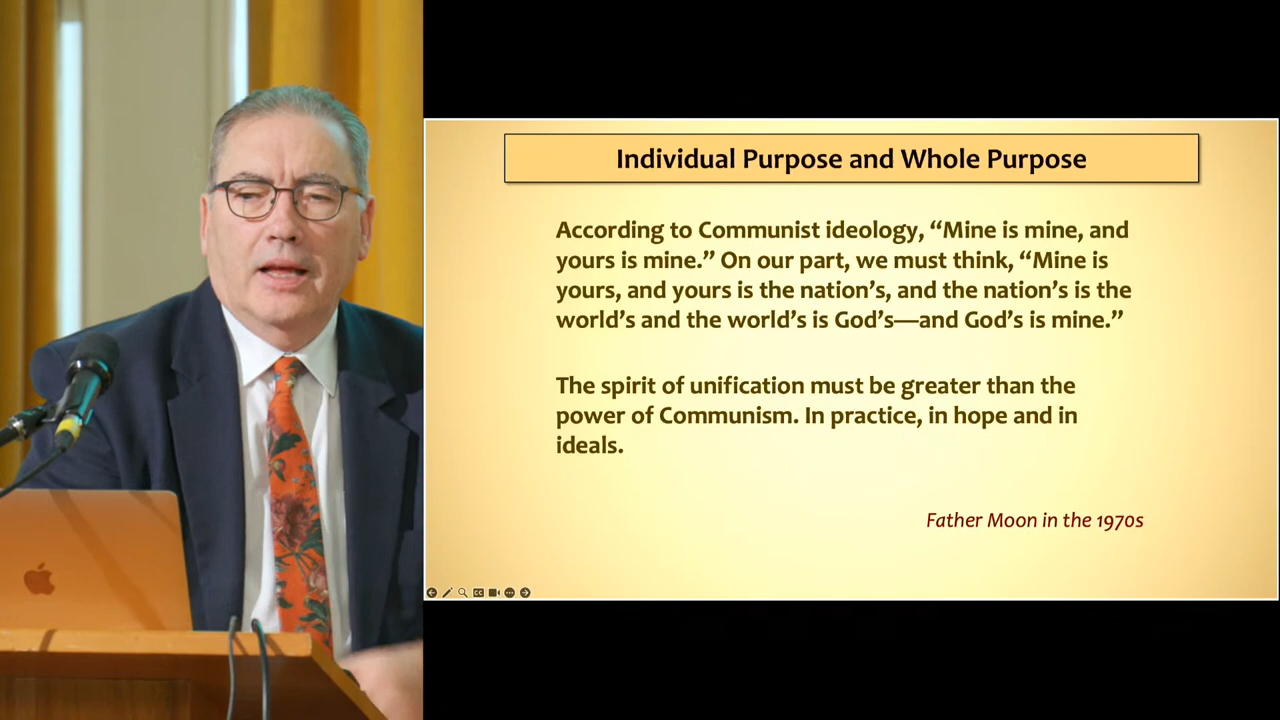 Individual Purpose and Whole Purpose
According to Communist ideology, “Mine is mine, and
yours is mine.” On our part, we must think, “Mine is
yours, and yours is the nation’s, and the nation’s is the
world’s and the world’s is God’s—and God’s is mine.”
The spirit of unification must be greater than the
power of Communism. In practice, in hope and in
ideals.
Father Moon in the 1970s